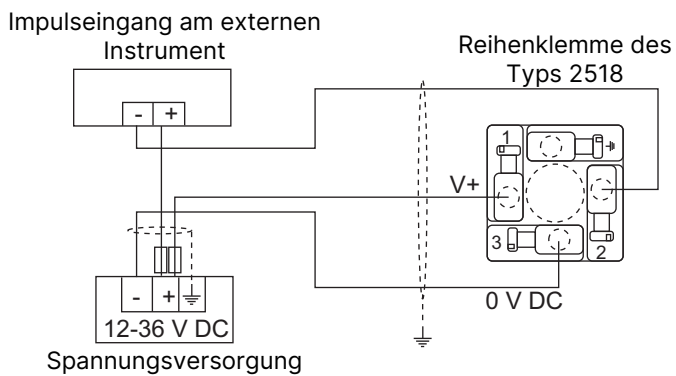 Impulseingang am externen
Instrument
- +
Reihenklemme des
Typs 2518
1
V+
3
2
0 V DC
- +
12-36 V DC
Spannungsversorgung